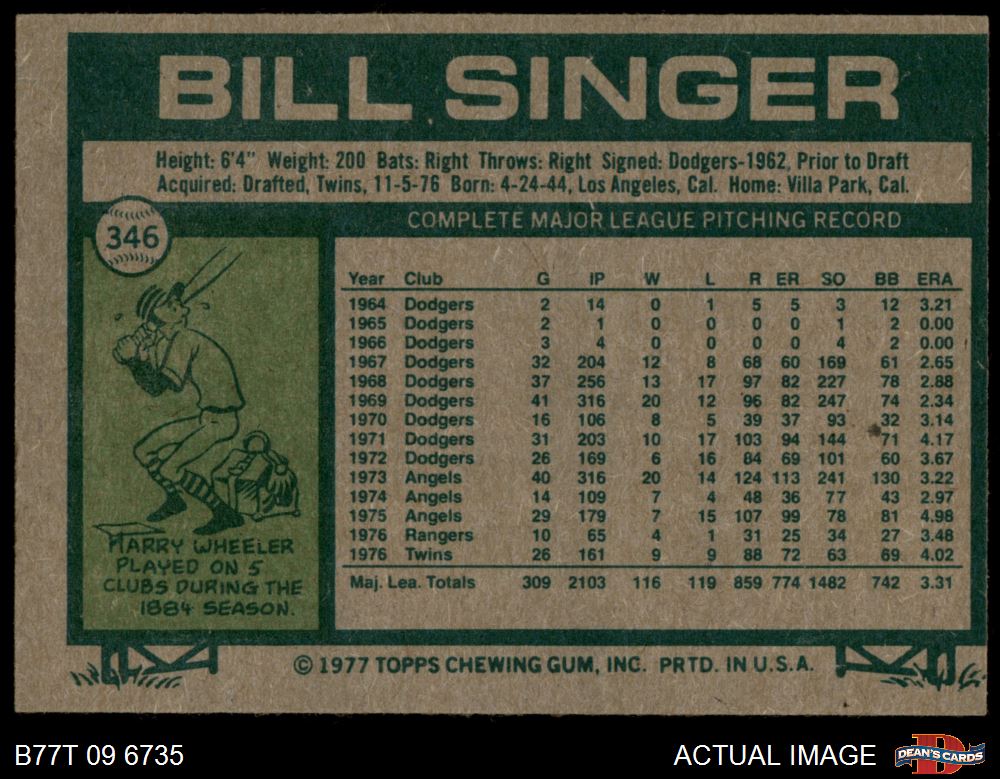 BILL SINGER
Height: 6'4" Weight: 200 Bats: Right Throws: Right Signed: Dodgers-1962, Prior to Draft
Acquired: Drafted, Twins, 11-5-76 Born: 4-24-44, Los Angeles, Cal. Home: Villa Park, Cal.
346
COMPLETE MAJOR LEAGUE PITCHING RECORD
Year Club G IP W L R ER SO BB ERA
1964 Dodgers 2 14 0 1 5 5 3 12 3.21
1965 Dodgers 2 1 0 0 0 0 1 2 0.00
1966 Dodgers 3 4 0 0 0 0 4 2 0.00
1967 Dodgers 32 204 12 8 68 60 169 61 2.65
1968 Dodgers 37 256 13 17 97 82 227 78 2.88
1969 Dodgers 41 316 20 12 96 82 247 74 2.34
1970 Dodgers 16 106 8 5 39 37 93 32 3.14
1971 Dodgers 31 203 10 17 103 94 144 71 4.17
1972 Dodgers 26 169 6 16 84 69 101 60 3.67
1973 Angels 40 316 20 14 124 113 241 130 3.22
1974 Angels 14 109 7 4 48 36 77 43 2.97
1975 Angels 29 179 7 15 107 99 78 81 4.98
1976 Rangers 10 65 4 1 31 25 34 27 3.48
1976 Twins 26 161 9 9 88 72 63 69 4.02
Maj. Lea. Totals 309 2103 116 119 859 774 1482 742 3.31
HARRY WHEELER
PLAYED ON 5
CLUBS DURING THE
1884 SEASON.
© 1977 TOPPS CHEWING GUM, INC. PRTD. IN U.S.A.
B77T 09 6735
ACTUAL IMAGE
D
DEAN'S CARDS